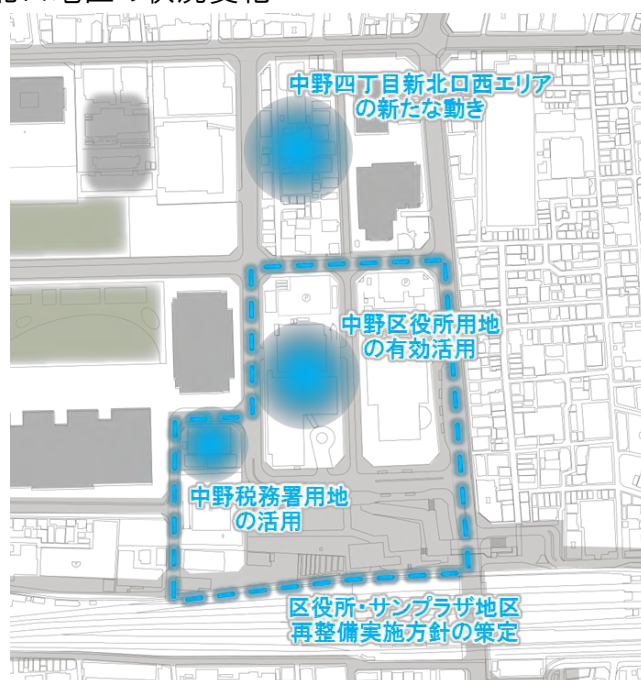 中野四丁目新北口西エリア
の新たな動き
中野区役所用地
の有効活用
中野税務署用地
の活用
区役所・サンプラザ地区
再整備実施方針の策定